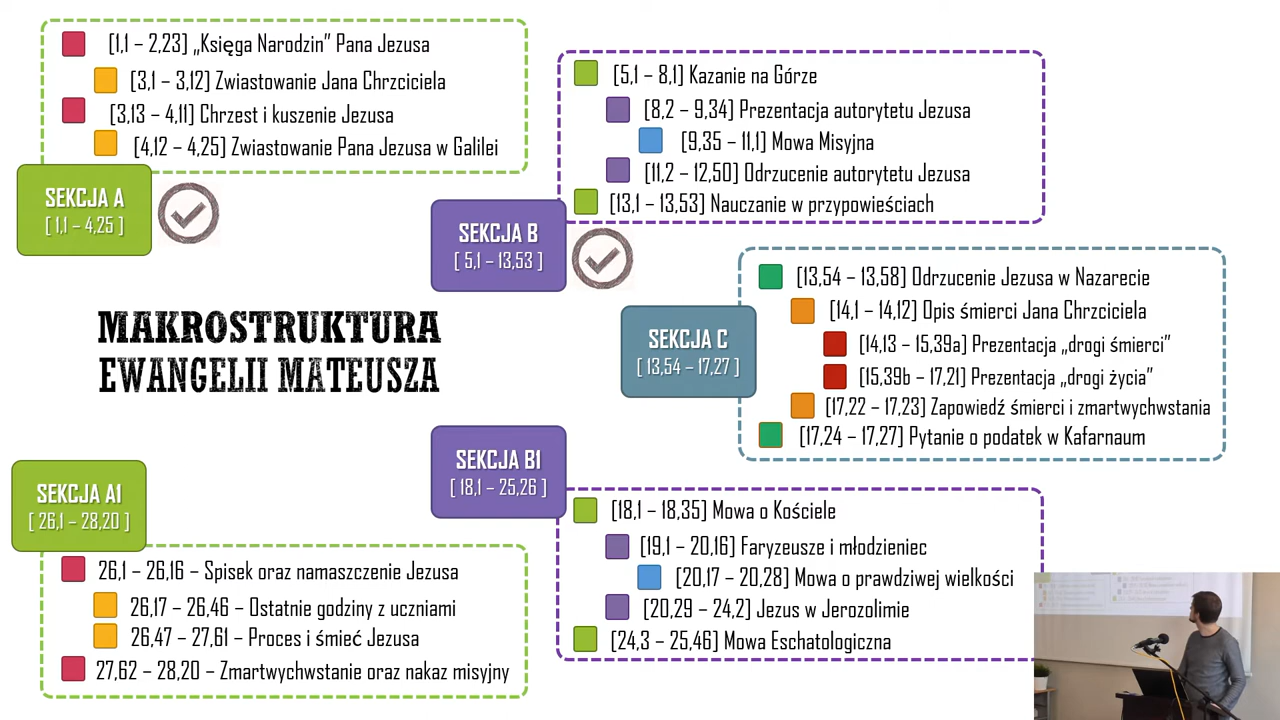 [1,1 – 2,23] „Księga Narodzin” Pana Jezusa
[3,1 – 3,12] Zwiastowanie Jana Chrzciciela
[3,13 – 4,11] Chrzest i kuszenie Jezusa
[4,12 – 4,25] Zwiastowanie Pana Jezusa w Galilei
SEKCJA A
[ 1,1 – 4,25 ]
[5,1 – 8,1] Kazanie na Górze
[8,2 – 9,34] Prezentacja autorytetu Jezusa
[9,35 – 11,1] Mowa Misyjna
[11,2 – 12,50] Odrzucenie autorytetu Jezusa
[13,1 – 13,53] Nauczanie w przypowieściach
SEKCJA B
[ 5,1 – 13,53 ]
MAKROSTRUKTURA
EWANGELII MATEUSZA
SEKCJA C
[ 13,54 – 17,27 ]
[13,54 – 13,58] Odrzucenie Jezusa w Nazarecie
[14,1 – 14,12] Opis śmierci Jana Chrzciciela
[14,13 – 15,39a] Prezentacja „drogi śmierci”
[15,39b – 17,21] Prezentacja „drogi życia”
[17,22 – 17,23] Zapowiedź śmierci i zmartwychwstania
[17,24 – 17,27] Pytanie o podatek w Kafarnaum
SEKCJA B1
[ 18,1 – 25,26 ]
[18,1 – 18,35] Mowa o Kościele
[19,1 – 20,16] Faryzeusze i młodzieniec
[20,17 – 20,28] Mowa o prawdziwej wielkości
[20,29 – 24,2] Jezus w Jerozolimie
[24,3 – 25,46] Mowa Eschatologiczna
SEKCJA A1
[ 26,1 – 28,20 ]
26,1 – 26,16 – Spisek oraz namaszczenie Jezusa
26,17 – 26,46 – Ostatnie godziny z uczniami
26,47 – 27,61 – Proces i śmieć Jezusa
27,62 – 28,20 – Zmartwychwstanie oraz nakaz misyjny